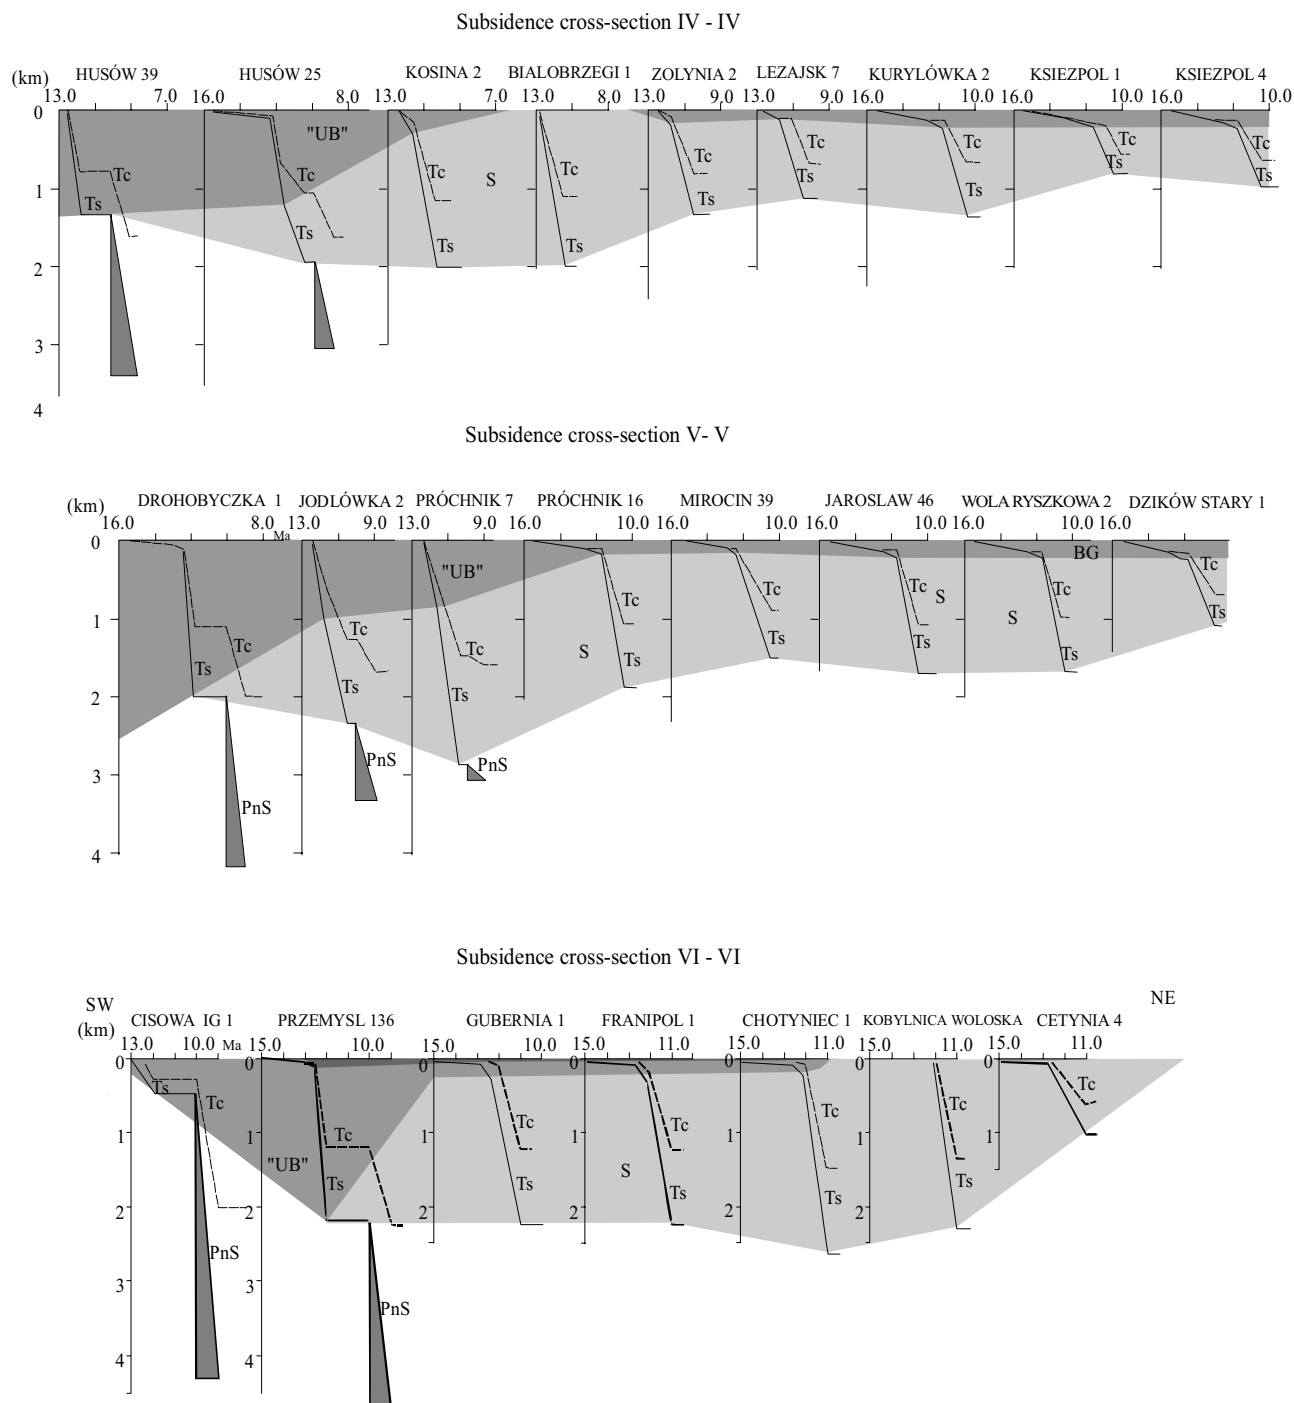 Subsidence cross-section IV - IV
(km) HUSÓW 39 HUSÓW 25 KOSINA 2 BIALOBRZEGI 1 ZOLYNIA 2 LEZAJSK 7 KURYLÓWKA 2 KSIEZPOL 1 KSIEZPOL 4
13.0 7.0 16.0 8.0 13.0 7.0 13.0 8.0 13.0 9.0 13.0 9.0 16.0 10.0 16.0 10.0 16.0 10.0
0
"UB"
Tc Tc Tc Tc Tc Tc Tc Tc Tc
S
1
Ts Ts Ts Ts Ts Ts Ts Ts Ts
2
3
4
Subsidence cross-section V- V
(km) DROHOBYCZKA 1 JODLÓWKA 2 PRÓCHNIK 7 PRÓCHNIK 16 MIROCIN 39 JAROSLAW 46 WOLA RYSZKOWA 2 DZIKÓW STARY 1
16.0 8.0 13.0 9.0 13.0 9.0 16.0 10.0 16.0 10.0 16.0 10.0 16.0 10.0 16.0
Ma
0
BG
"UB"
Tc Tc Tc Tc Tc Tc Tc Tc
S S S
1
Ts Ts Ts Ts Ts Ts Ts Ts
2
PnS PnS
3
PnS
4
Subsidence cross-section VI - VI
SW NE
(km) CISOWA IG 1 PRZEMYSL 136 GUBERNIA 1 FRANIPOL 1 CHOTYNIEC 1 KOBYLNICA WOLOSKA CETYNIA 4
13.0 10.0 Ma 15.0 10.0 15.0 10.0 15.0 11.0 15.0 11.0 15.0 11.0 15.0 11.0
0 0 0 0 0 0 0
Ts Tc Tc Tc Tc Tc Tc Tc
1 1 1 1 1 1 1
"UB" Ts Ts S Ts Ts Ts
2 2 2 2 2 2
PnS
3 3
PnS
4 4